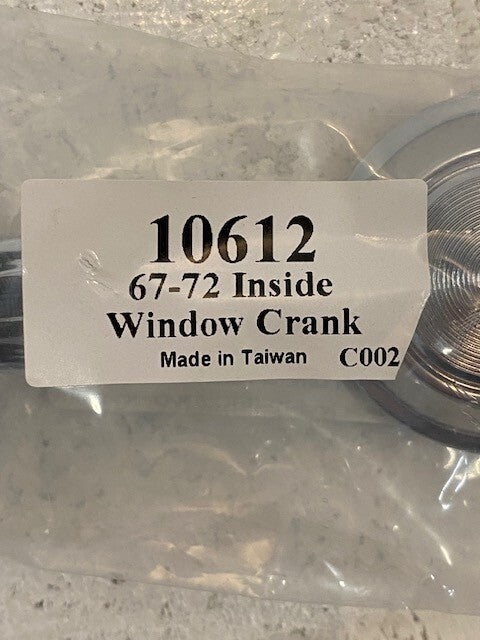 10612
67-72 Inside
Window Crank
Made in Taiwan C002